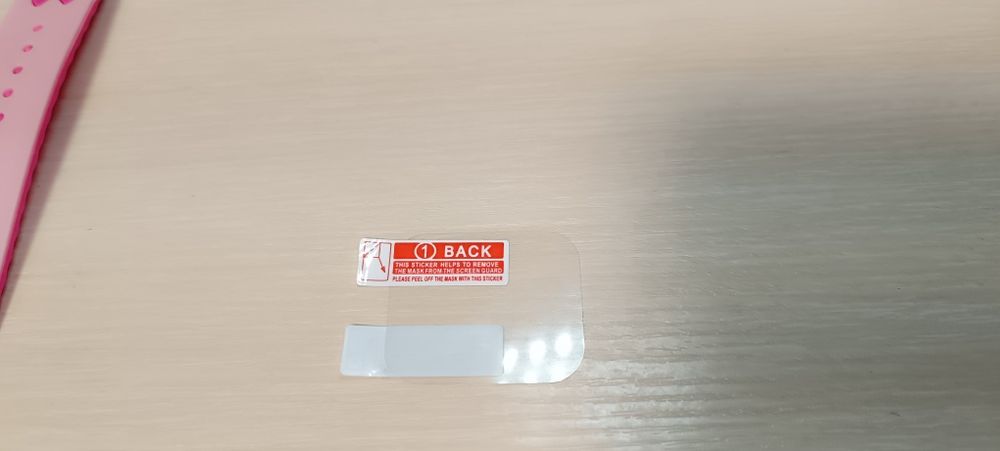 ① BACK
THIS STICKER HELPS TO REMOVE
THE MASK FROM THE SCREEN GUARD
PLEASE PEEL OFF THE MASK WITH THIS STICKER